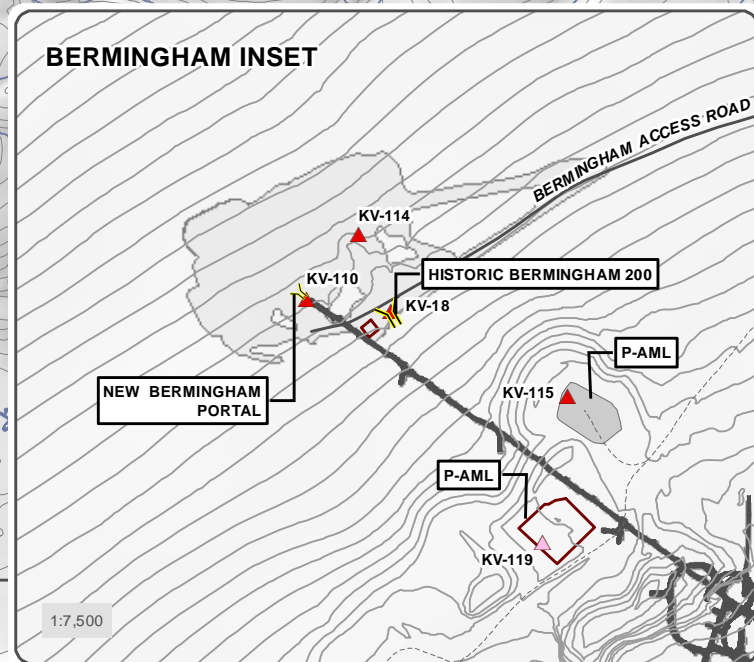 BERMINGHAM INSET
BERMINGHAM ACCESS ROAD
KV-114
KV-110
HISTORIC BERMINGHAM 200
KV-18
P-AML
NEW BERMINGHAM
PORTAL
KV-115
P-AML
KV-119
1:7,500